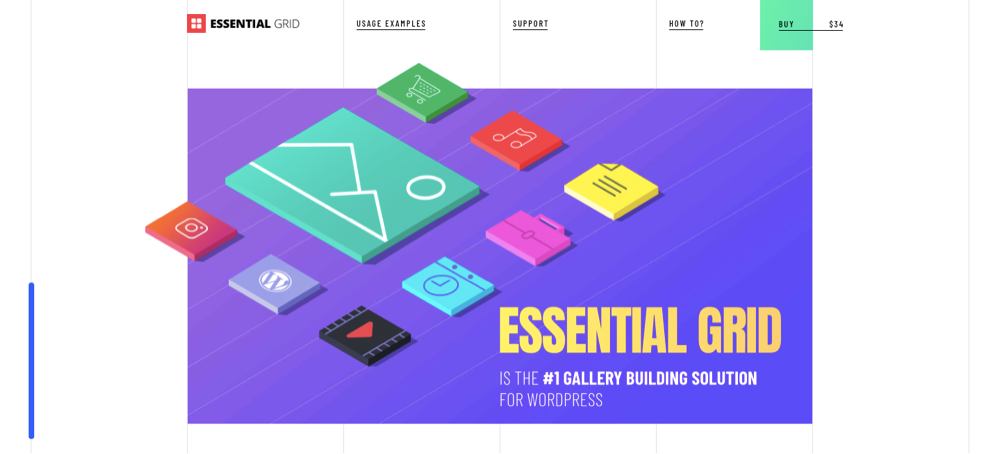 ESSENTIAL GRID
USAGE EXAMPLES
SUPPORT
HOW TO?
BUY $34
ESSENTIAL GRID
IS THE #1 GALLERY BUILDING SOLUTION
FOR WORDPRESS